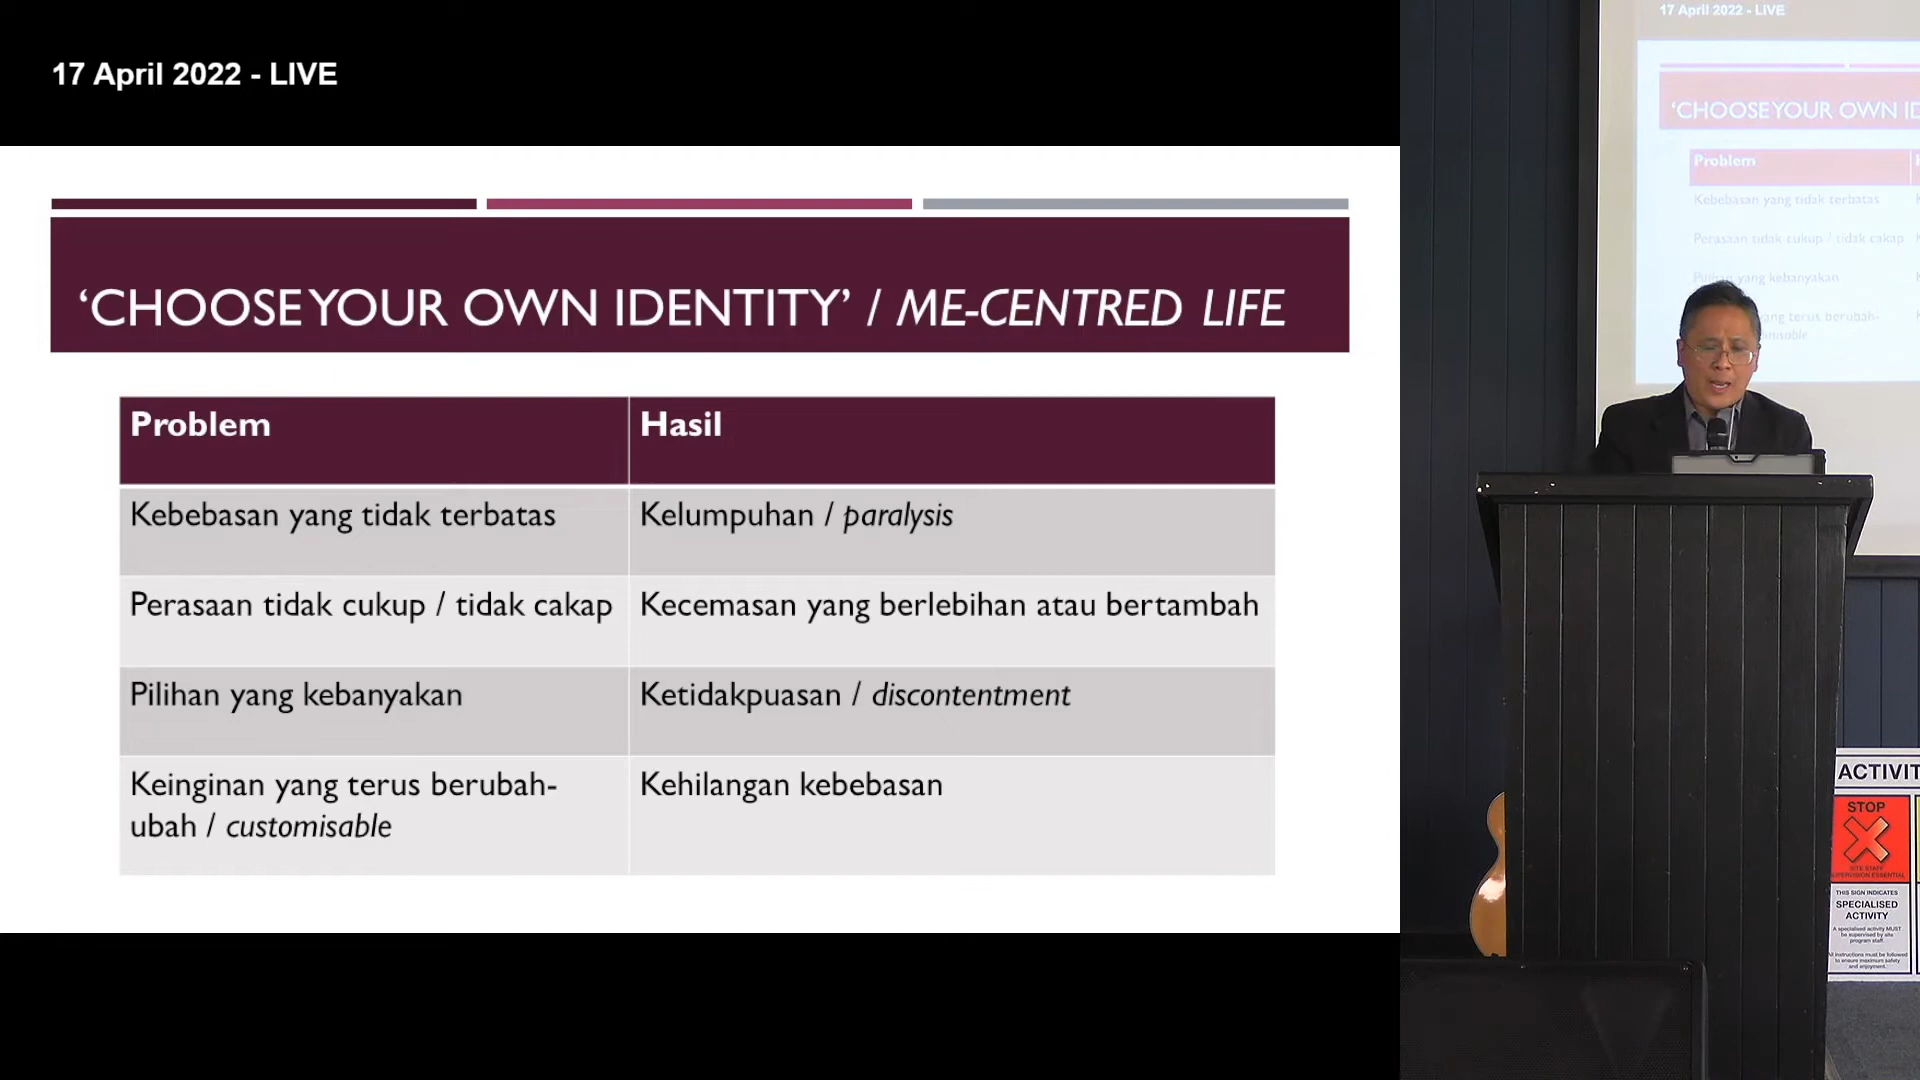 17 April 2022 - LIVE
‘CHOOSE YOUR OWN IDENTITY’ / ME-CENTRED LIFE
Problem
Hasil
Kebebasan yang tidak terbatas
Kelumpuhan / paralysis
Perasaan tidak cukup / tidak cakap
Kecemasan yang berlebihan atau bertambah
Pilihan yang kebanyakan
Ketidakpuasan / discontentment
Keinginan yang terus berubah-
ubah / customisable
Kehilangan kebebasan
17 April 2022 - LIVE
‘CHOOSE YOUR OWN
Problem
Kebebasan yang tidak terbatas
Perasaan tidak cukup / tidak cakap
Pilihan yang kebanyakan
yang terus berubah-
ACTIVIT
STOP
SITE STAFF
SUPERVISION ESSENTIAL
THIS SIGN INDICATES
SPECIALISED
ACTIVITY
A specialised activity MUST
be supervised by site
program staff.
All instructions must be followed
to ensure maximum safety
and enjoyment.